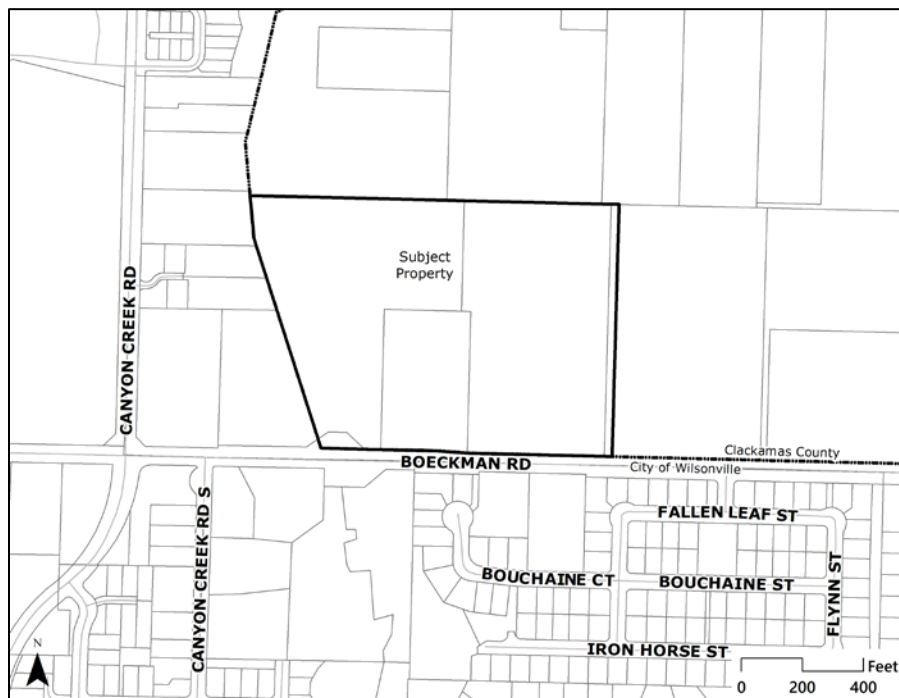 Subject
Property
CANYON CREEK RD
BOECKMAN RD
Clackamas County
City of Wilsonville
CANYON CREEK RD S
FALLEN LEAF ST
BOUCHAINE CT
BOUCHAINE ST
FLYNN ST
IRON HORSE ST
N
Feet
0 200 400